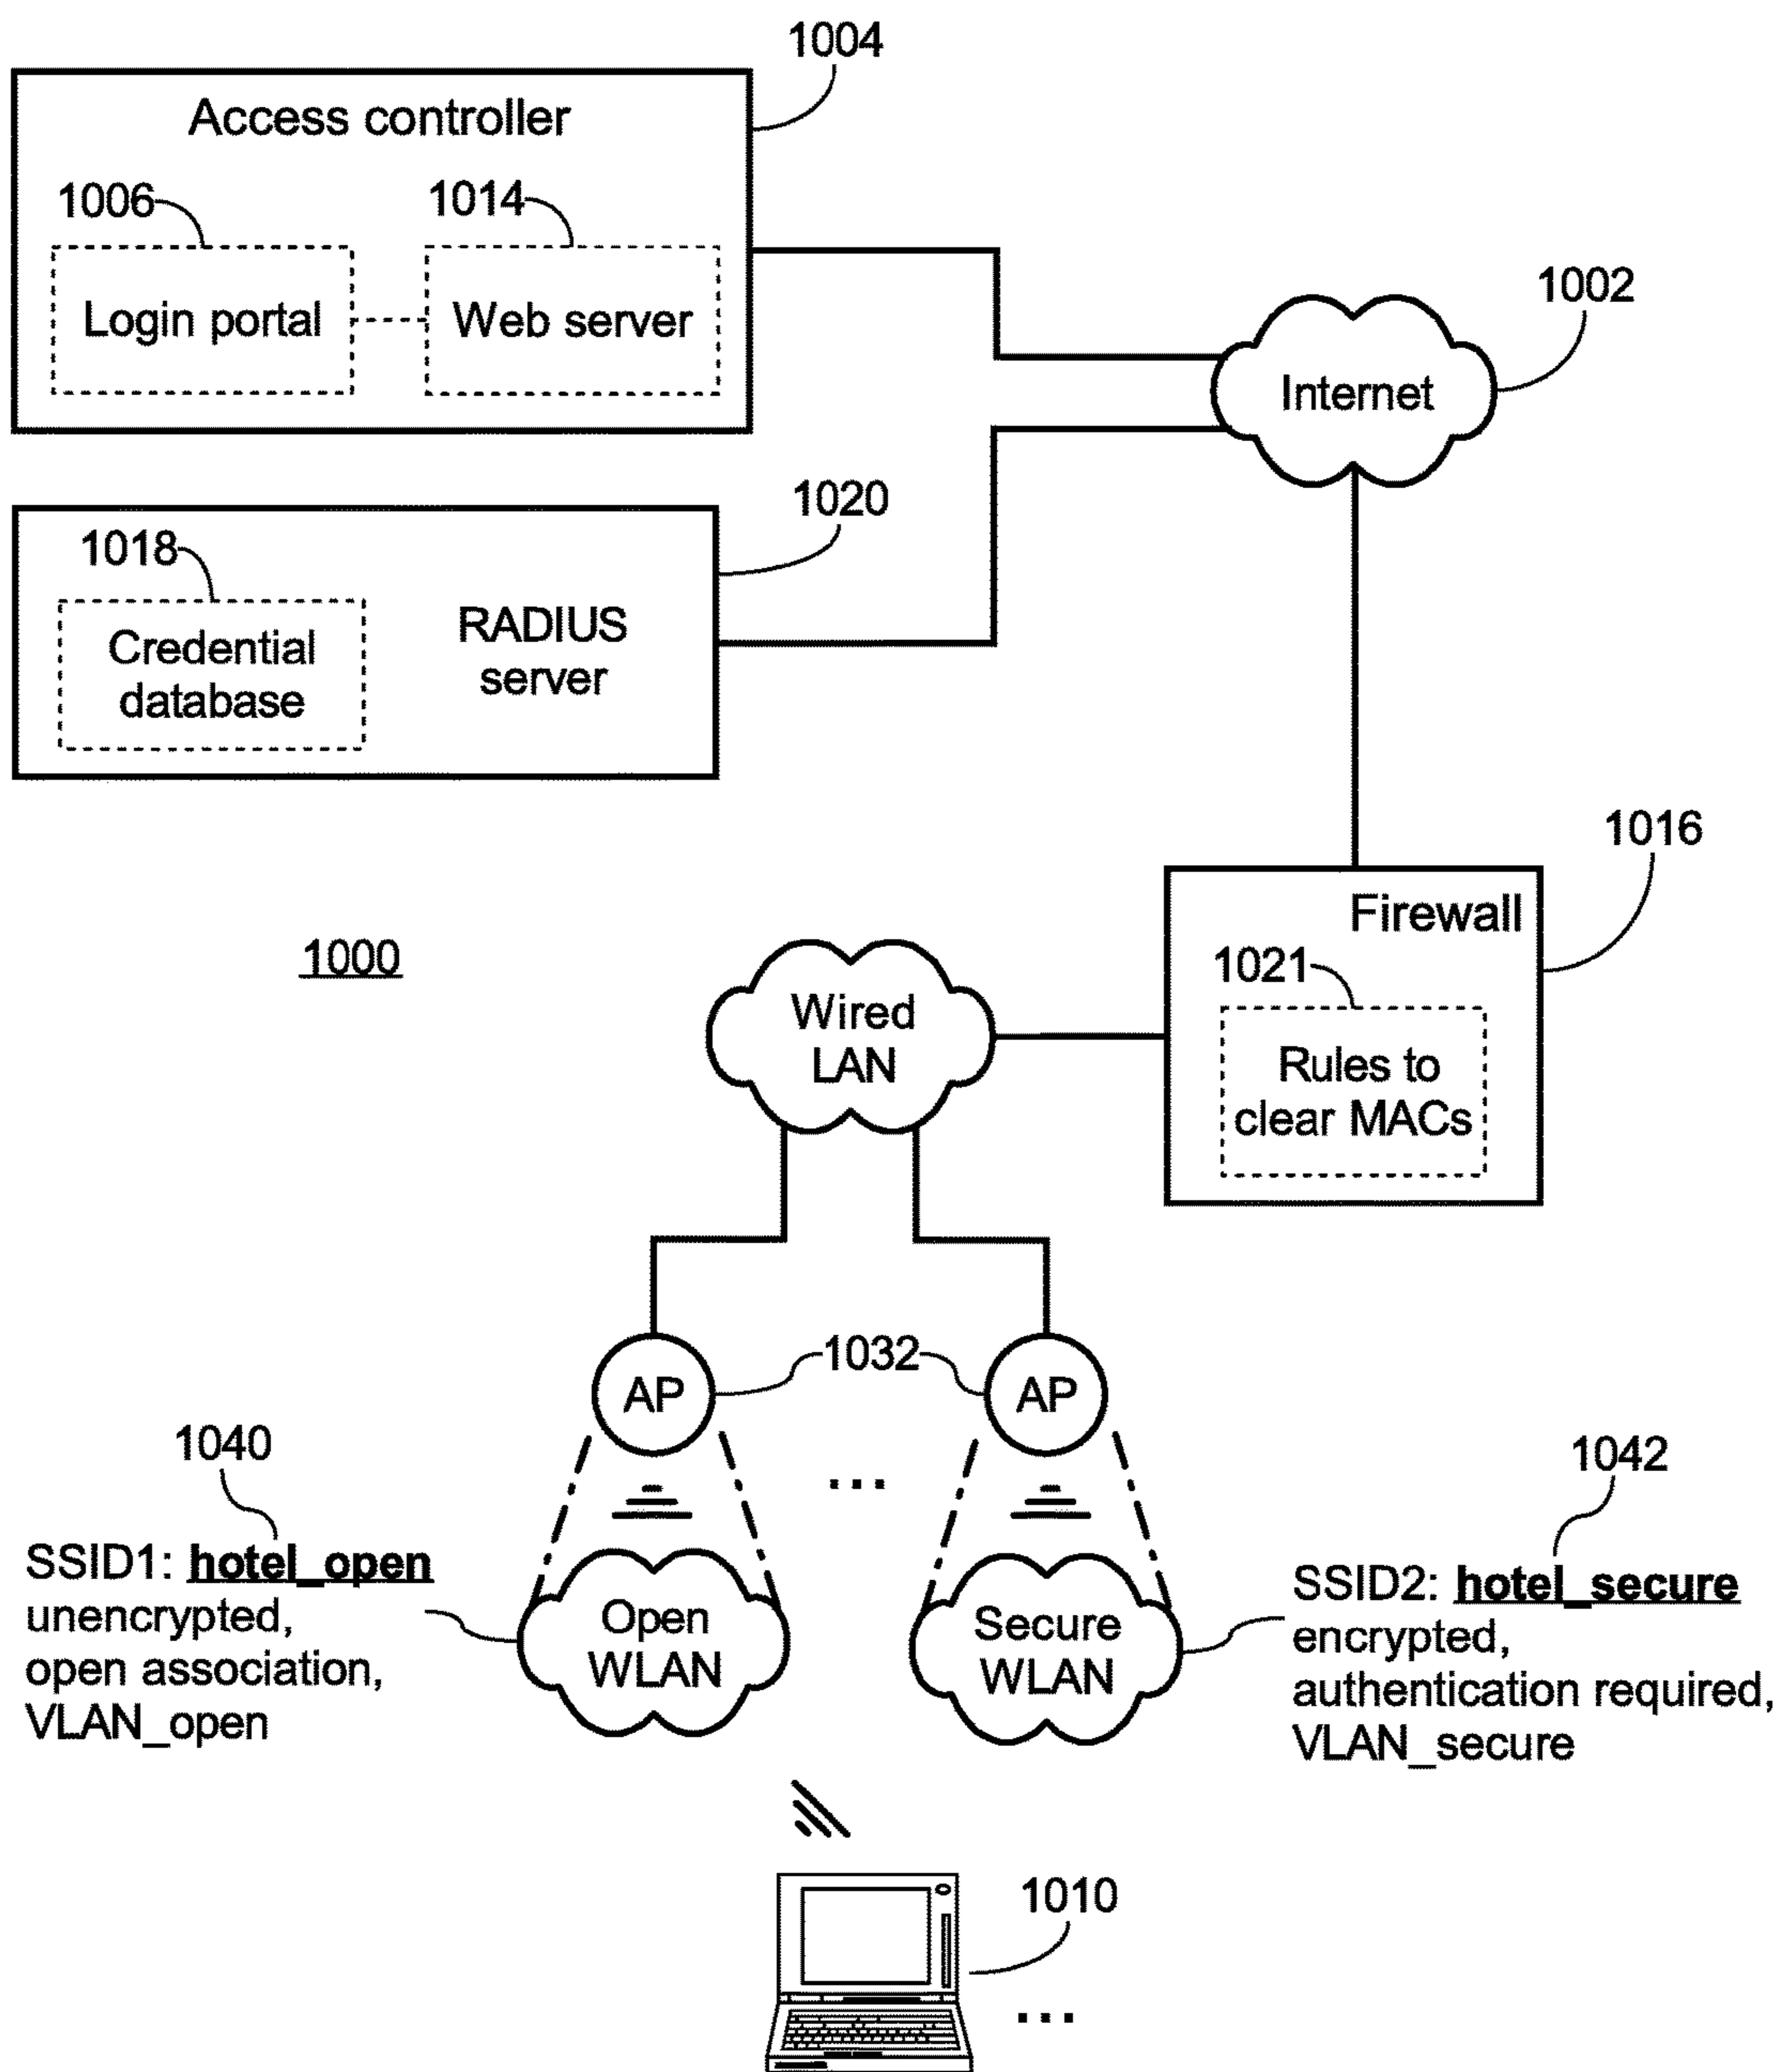 1004
Access controller
1006
1014
Login portal
Web server
1002
Internet
1020
1018
Credential
database
RADIUS
server
1016
Firewall
1000
1021
Wired
LAN
Rules to
clear MACs
1032
AP
AP
1040
1042
...
SSID1: hotel_open
unencrypted,
open association,
VLAN_open
Open
WLAN
Secure
WLAN
SSID2: hotel_secure
encrypted,
authentication required,
VLAN_secure
1010
...